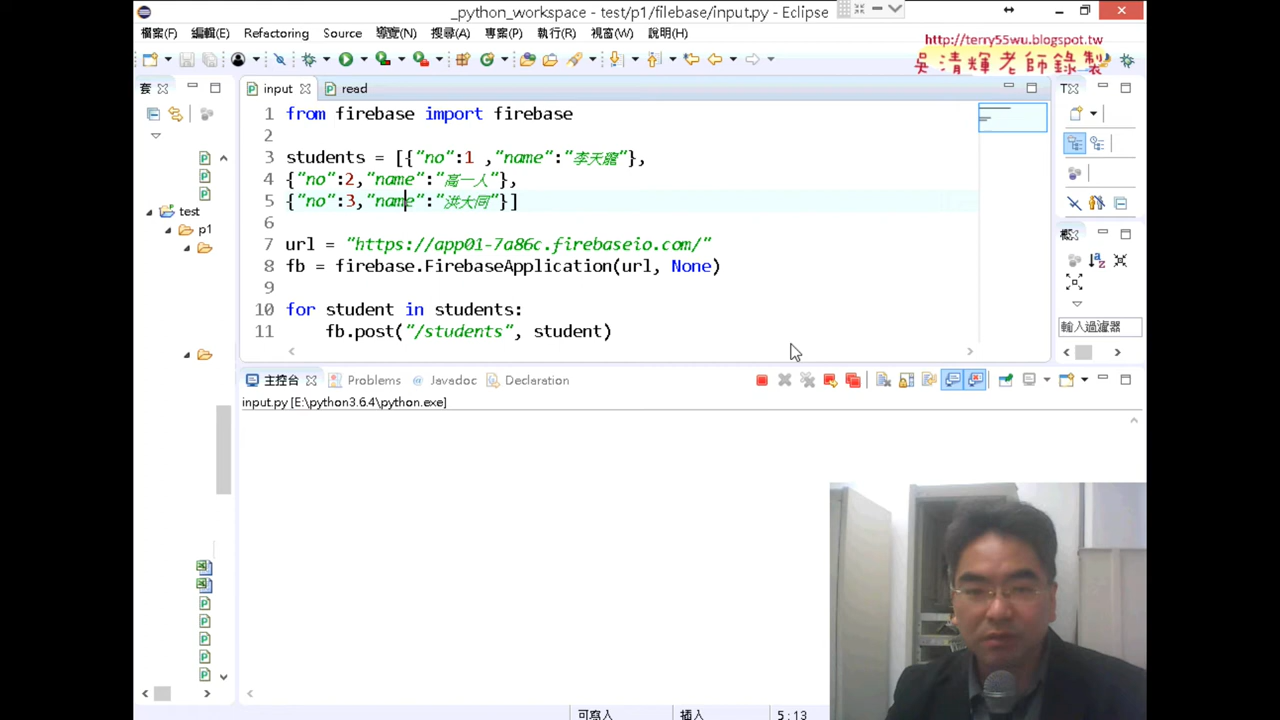 _python_workspace - test/p1/filebase/input.py - Eclipse
檔案(F) 編輯(E) Refactoring Source 導覽(N) 搜尋(A) 專案(P) 執行(R) 視窗(W) 說明(H)
http://terry55wu.blogspot.tw
吳清輝老師錄製
套
input
read
1 from firebase import firebase
2
3 students = [{"no":1 ,"name":"李天龍"},
4 {"no":2,"name":"高一人"},
5 {"no":3,"name":"洪大同"}]
6
7 url = "https://app01-7a86c.firebaseio.com/"
8 fb = firebase.FirebaseApplication(url, None)
9
10 for student in students:
11 fb.post("/students", student)
test
p1
輸入過濾器
主控台 Problems Javadoc Declaration
input.py [E:\python3.6.4\python.exe]
可寫入 插入 5:13